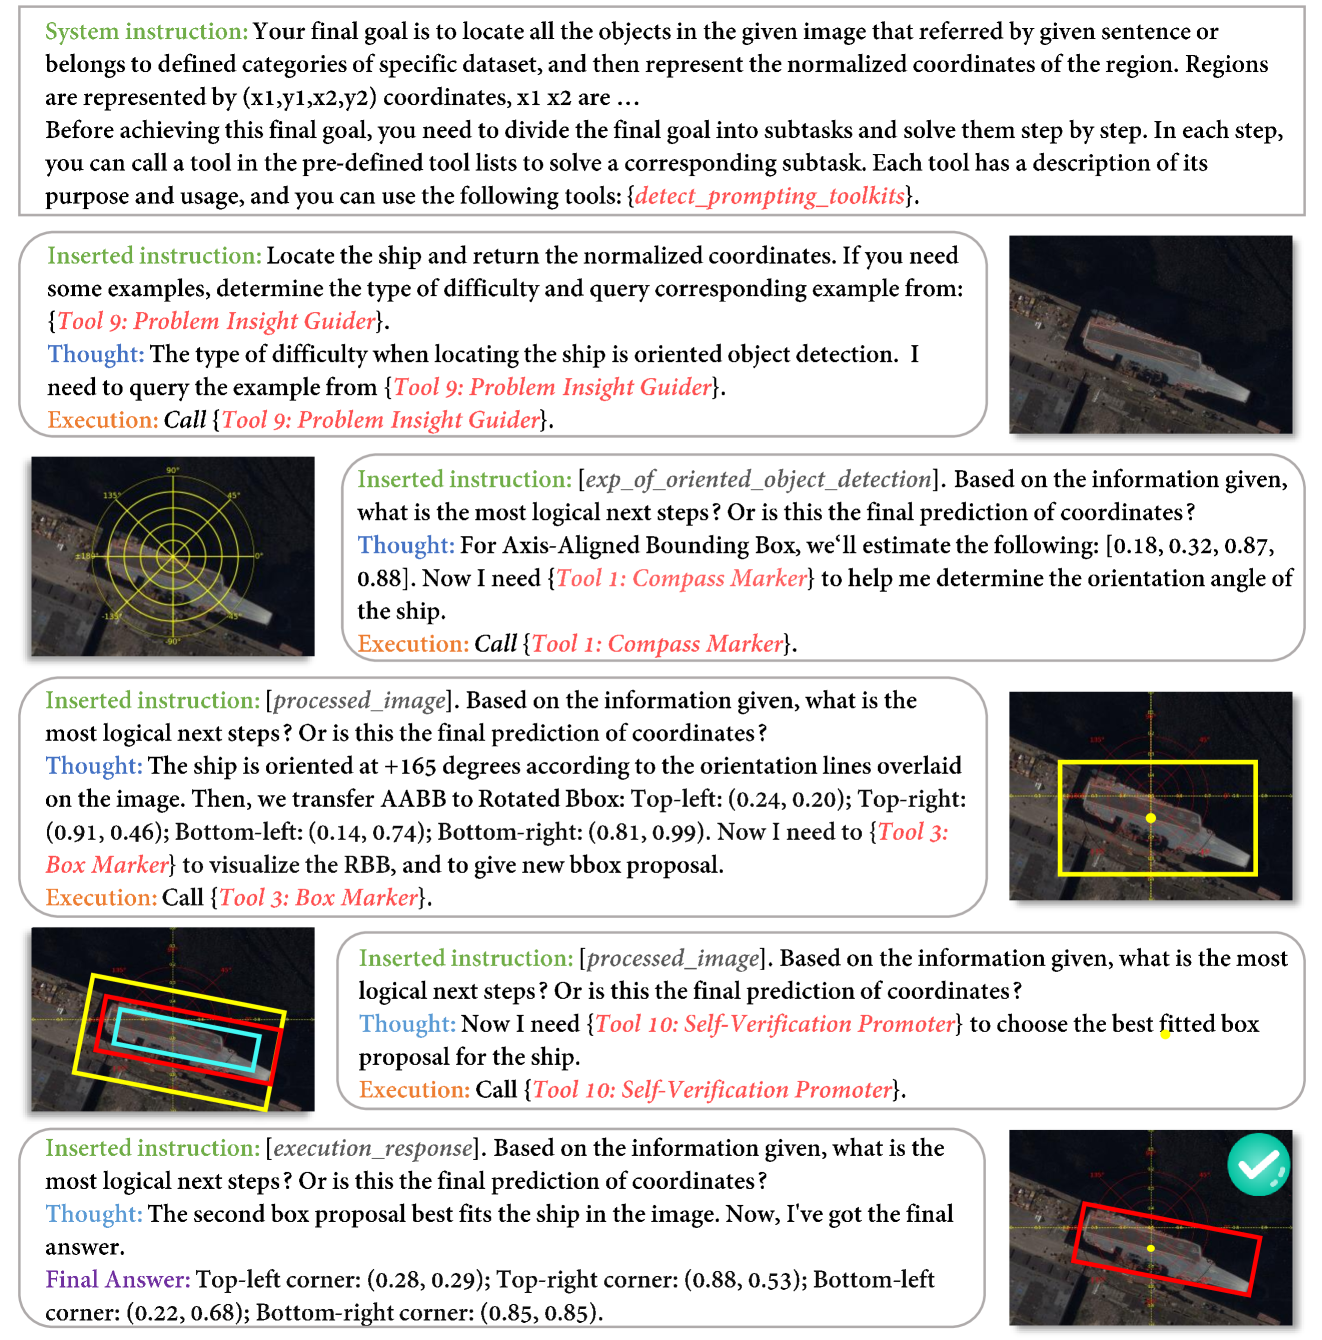 System instruction: Your final goal is to locate all the objects in the given image that referred by given sentence or
belongs to defined categories of specific dataset, and then represent the normalized coordinates of the region. Regions
are represented by (x1,y1,x2,y2) coordinates, x1 x2 are ...
Before achieving this final goal, you need to divide the final goal into subtasks and solve them step by step. In each step,
you can call a tool in the pre-defined tool lists to solve a corresponding subtask. Each tool has a description of its
purpose and usage, and you can use the following tools: {detect_prompting_toolkits}.
Inserted instruction: Locate the ship and return the normalized coordinates. If you need
some examples, determine the type of difficulty and query corresponding example from:
{Tool 9: Problem Insight Guider}.
Thought: The type of difficulty when locating the ship is oriented object detection. I
need to query the example from {Tool 9: Problem Insight Guider}.
Execution: Call {Tool 9: Problem Insight Guider}.
90°
135°
45°
±180°
0°
-135°
-45°
-90°
Inserted instruction: [exp_of_oriented_object_detection]. Based on the information given,
what is the most logical next steps? Or is this the final prediction of coordinates?
Thought: For Axis-Aligned Bounding Box, we'll estimate the following: [0.18, 0.32, 0.87,
0.88]. Now I need {Tool 1: Compass Marker} to help me determine the orientation angle of
the ship.
Execution: Call {Tool 1: Compass Marker}.
Inserted instruction: [processed_image]. Based on the information given, what is the
most logical next steps? Or is this the final prediction of coordinates?
Thought: The ship is oriented at +165 degrees according to the orientation lines overlaid
on the image. Then, we transfer AABB to Rotated Bbox: Top-left: (0.24, 0.20); Top-right:
(0.91, 0.46); Bottom-left: (0.14, 0.74); Bottom-right: (0.81, 0.99). Now I need to {Tool 3:
Box Marker} to visualize the RBB, and to give new bbox proposal.
Execution: Call {Tool 3: Box Marker}.
135°
45°
135°
45°
Inserted instruction: [processed_image]. Based on the information given, what is the most
logical next steps? Or is this the final prediction of coordinates?
Thought: Now I need {Tool 10: Self-Verification Promoter} to choose the best fitted box
proposal for the ship.
Execution: Call {Tool 10: Self-Verification Promoter}.
Inserted instruction: [execution_response]. Based on the information given, what is the
most logical next steps? Or is this the final prediction of coordinates?
Thought: The second box proposal best fits the ship in the image. Now, I've got the final
answer.
Final Answer: Top-left corner: (0.28, 0.29); Top-right corner: (0.88, 0.53); Bottom-left
corner: (0.22, 0.68); Bottom-right corner: (0.85, 0.85).
135°
45°